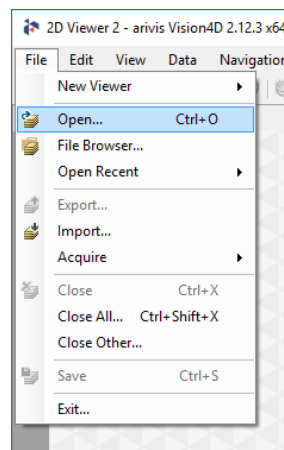 2D Viewer 2 - arivis Vision4D 2.12.3 x64
File Edit View Data Navigation
New Viewer
Open... Ctrl+O
File Browser...
Open Recent
Export...
Import...
Acquire
Close Ctrl+X
Close All... Ctrl+Shift+X
Close Other...
Save Ctrl+S
Exit...